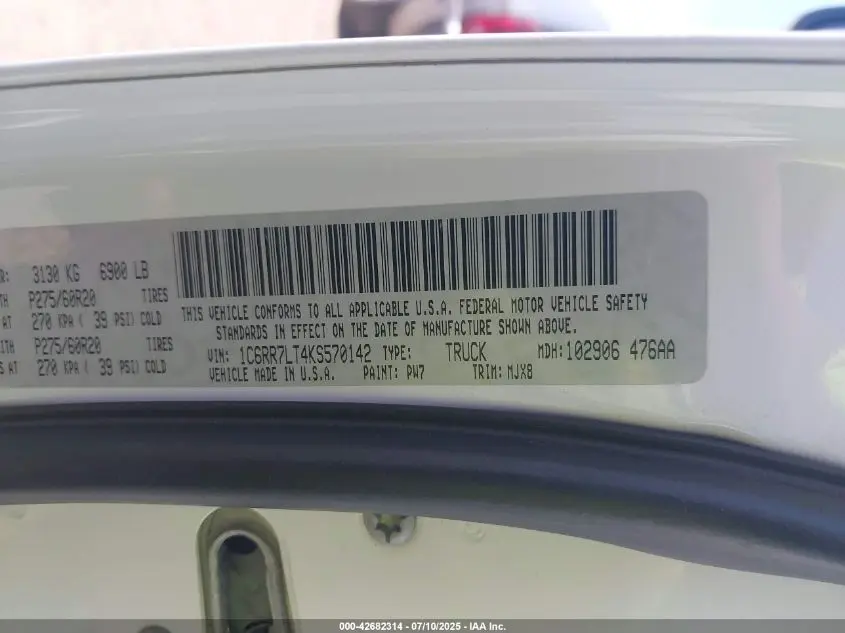 R: 3130 KG 6900 LB
TH P275/60R20 TIRES
AT 270 KPA ( 39 PSI) COLD
ITH P275/60R20 TIRES
S AT 270 KPA ( 39 PSI) COLD
THIS VEHICLE CONFORMS TO ALL APPLICABLE U.S.A. FEDERAL MOTOR VEHICLE SAFETY
STANDARDS IN EFFECT ON THE DATE OF MANUFACTURE SHOWN ABOVE.
VIN: 1C6RR7LT4KS570142 TYPE: TRUCK MDH: 102906 476AA
VEHICLE MADE IN U.S.A. PAINT: PW7 TRIM: MJX8
000-42682314 - 07/10/2025 - IAA Inc.